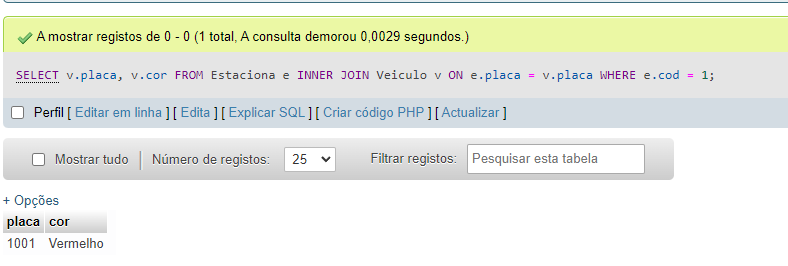 A mostrar registos de 0 - 0 (1 total, A consulta demorou 0,0029 segundos.)
SELECT v.placa, v.cor FROM Estaciona e INNER JOIN Veiculo v ON e.placa = v.placa WHERE e.cod = 1;
Perfil [ Editar em linha ] [ Edita ] [ Explicar SQL ] [ Criar código PHP ] [ Actualizar ]
Mostrar tudo Número de registos: 25 Filtrar registos: Pesquisar esta tabela
+ Opções
placa cor
1001 Vermelho